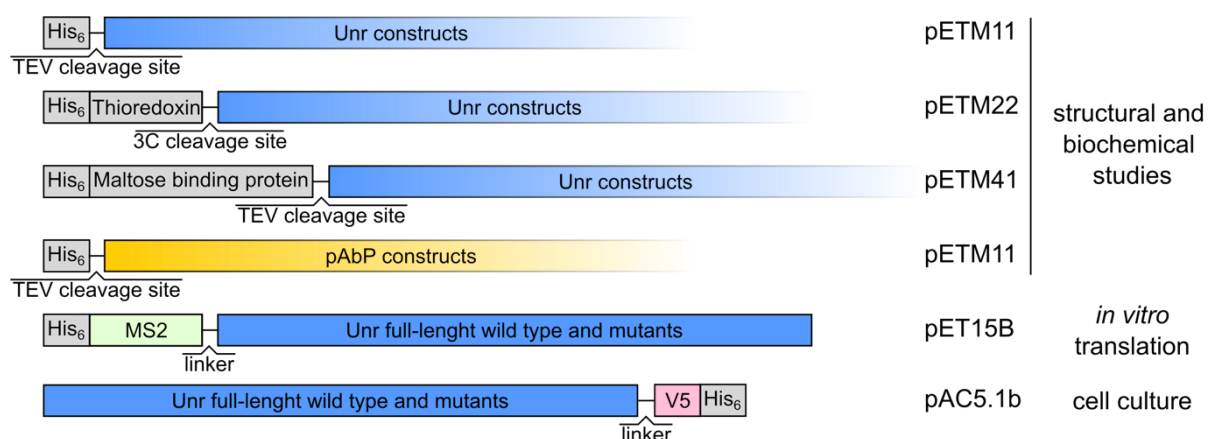 His6 Unr constructs pETM11
TEV cleavage site
His6 Thioredoxin Unr constructs pETM22
3C cleavage site
structural and
biochemical
studies
His6 Maltose binding protein Unr constructs pETM41
TEV cleavage site
His6 pAbP constructs pETM11
TEV cleavage site
His6 MS2 Unr full-lenght wild type and mutants pET15B
linker
in vitro
translation
Unr full-lenght wild type and mutants V5 His6 pAC5.1b cell culture
linker